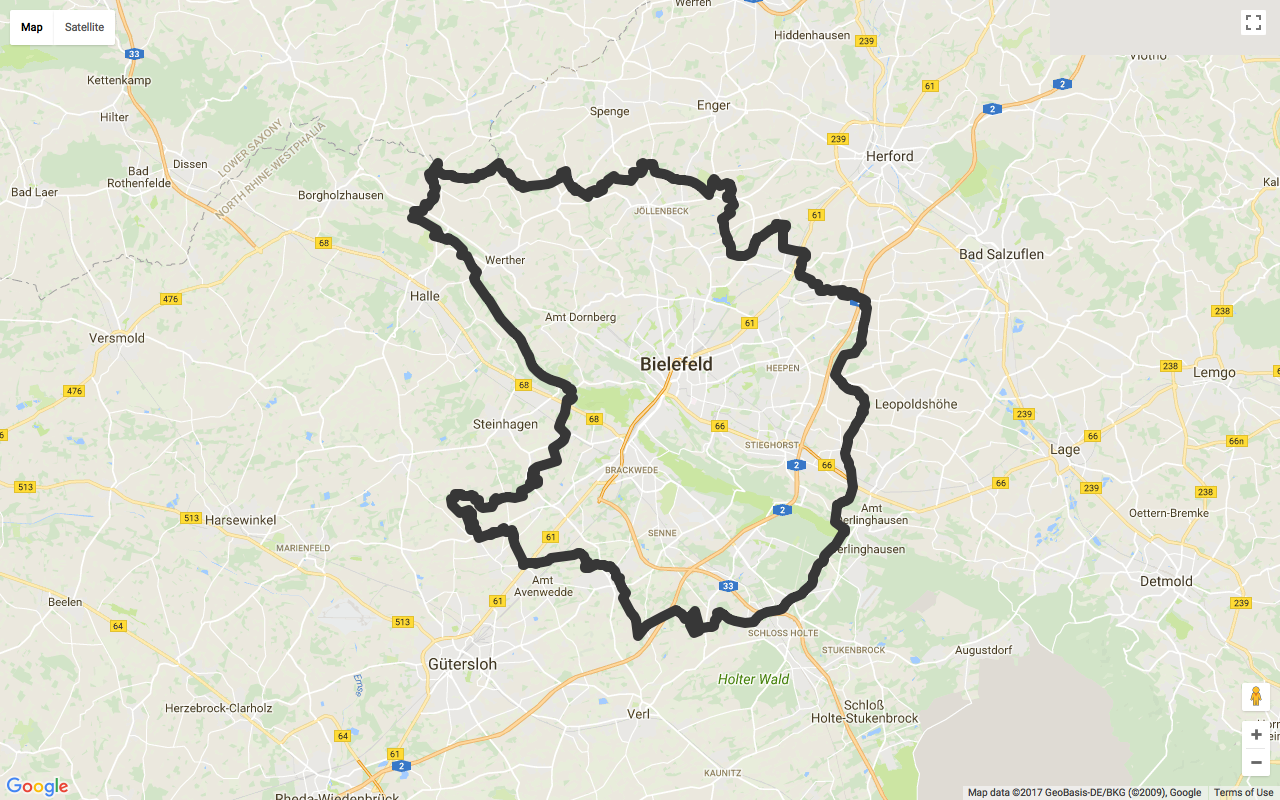 Map
Satellite
Werfen
Hiddenhausen
239
33
Kettenkamp
Vlotho
2
61
2
Spenge
Enger
Hilter
LOWER SAXONY
NORTH RHINE-WESTPHALIA
239
Herford
Dissen
Bad
Rothenfelde
Bad Laer
Borgholzhausen
JÖLLENBECK
61
68
Werther
Bad Salzuflen
Halle
476
Amt Dornberg
61
238
Versmold
Bielefeld
HEEPEN
238
Lemgo
476
68
Leopoldshöhe
239
Steinhagen
68
66
STIEGHORST
66
66n
Lage
BRACKWEDE
2
66
66
513
239
238
513
Harsewinkel
2
Amt
erlinghausen
Oettern-Bremke
SENNE
61
MARIENFELD
erlinghausen
Amt
Avenwedde
33
Detmold
Beelen
61
239
64
513
SCHLOSS HOLTE
STUKENBROCK
Augustdorf
Gütersloh
Holter Wald
Ems
Herzebrock-Clarholz
Verl
Schloß
Holte-Stukenbrock
64
61
2
KAUNITZ
Google
Rheda-Wiedenbrück
Map data ©2017 GeoBasis-DE/BKG (©2009), Google
Terms of Use